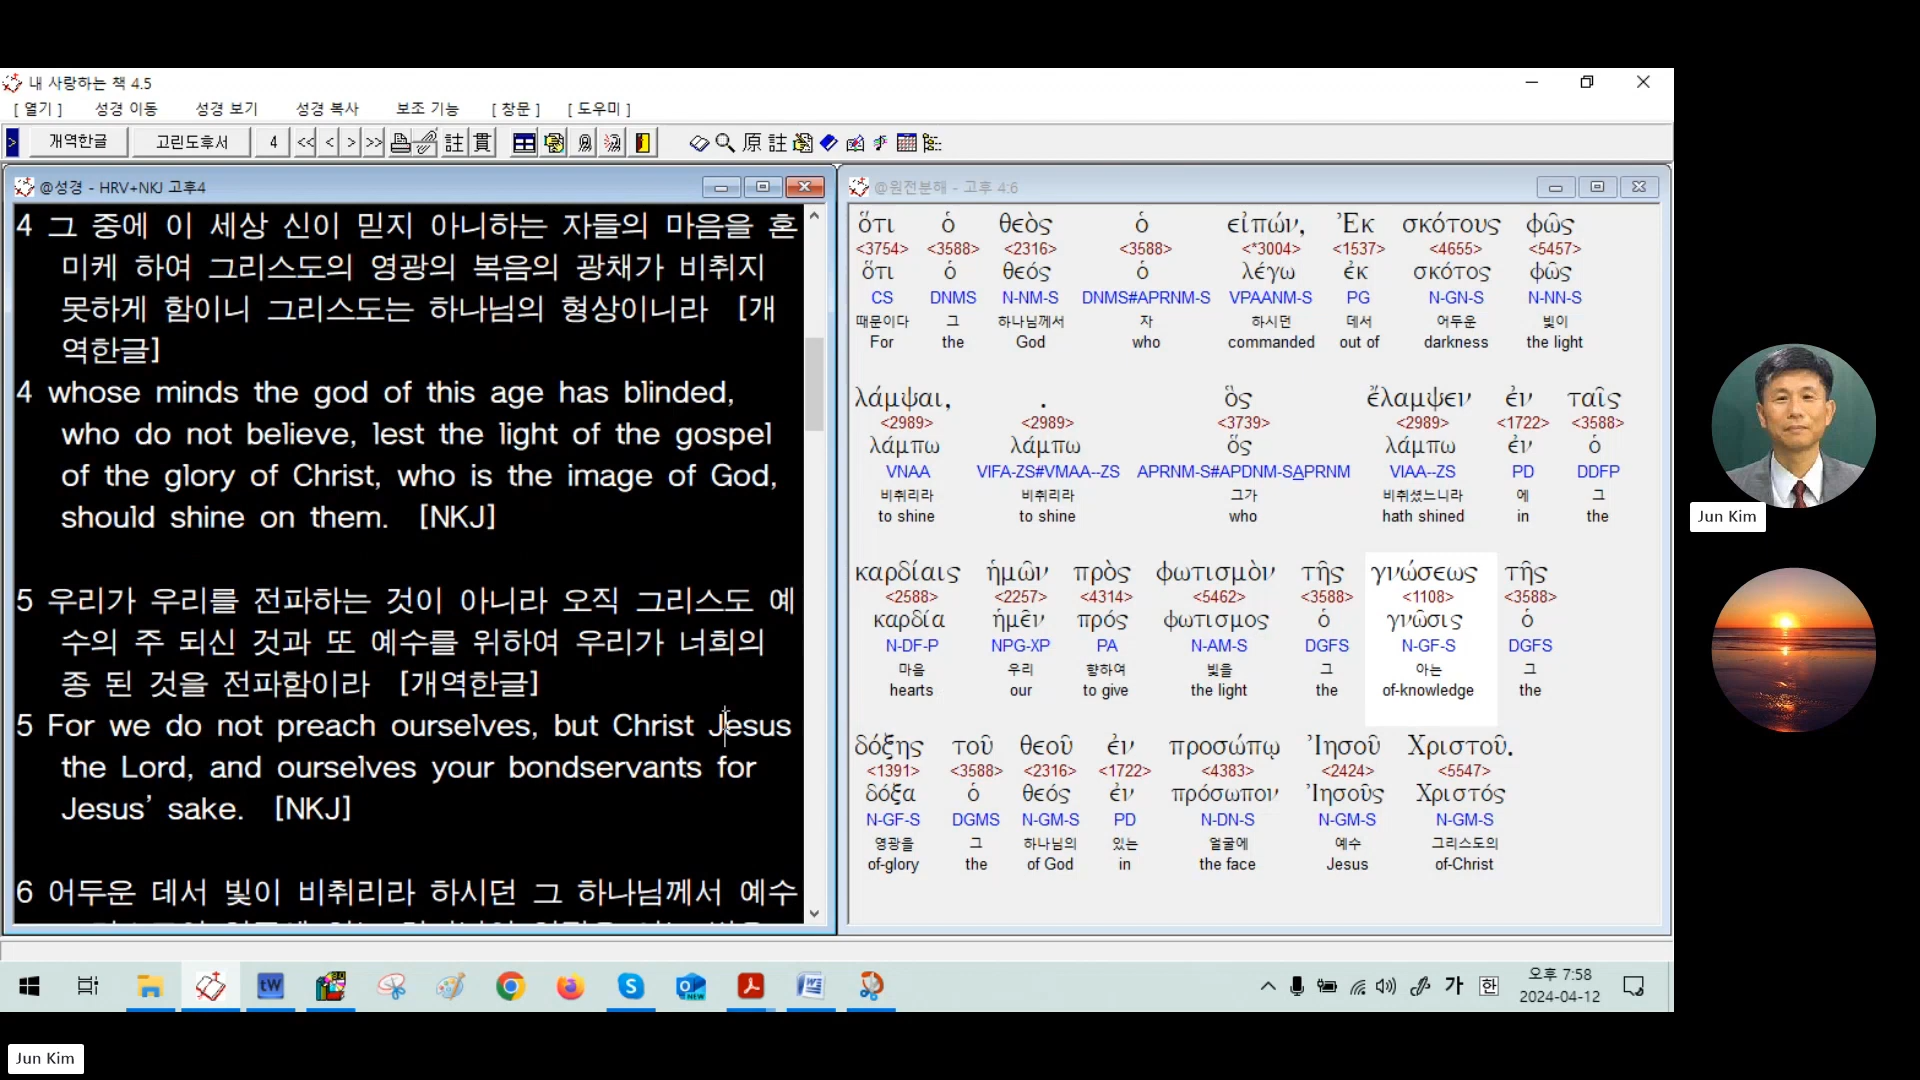 내 사랑하는 책 4.5
[ 열기 ] 성경 이동 성경 보기 성경 복사 보조 기능 [ 창문 ] [ 도우미 ]
> 개역한글 고린도후서 4 << < > >> 註 貫 原 註
@성경 - HRV+NKJ 고후4
4 그 중에 이 세상 신이 믿지 아니하는 자들의 마음을 혼
미케 하여 그리스도의 영광의 복음의 광채가 비취지
못하게 함이니 그리스도는 하나님의 형상이니라 [개
역한글]
4 whose minds the god of this age has blinded,
who do not believe, lest the light of the gospel
of the glory of Christ, who is the image of God,
should shine on them. [NKJ]
5 우리가 우리를 전파하는 것이 아니라 오직 그리스도 예
수의 주 되신 것과 또 예수를 위하여 우리가 너희의
종 된 것을 전파함이라 [개역한글]
5 For we do not preach ourselves, but Christ Jesus
the Lord, and ourselves your bondservants for
Jesus' sake. [NKJ]
6 어두운 데서 빛이 비취리라 하시던 그 하나님께서 예수
@원전분해 - 고후 4:6
ὅτι ὁ θεὸς ὁ εἰπών, Ἐκ σκότους φῶς
<3754> <3588> <2316> <3588> <*3004> <1537> <4655> <5457>
ὅτι ὁ θεός ὁ λέγω ἐκ σκότος φῶς
CS DNMS N-NM-S DNMS#APRNM-S VPAANM-S PG N-GN-S N-NN-S
때문이다 그 하나님께서 자 하시던 데서 어두운 빛이
For the God who commanded out of darkness the light
λάμψαι, . ὃς ἔλαμψεν ἐν ταῖς
<2989> <2989> <3739> <2989> <1722> <3588>
λάμπω λάμπω ὅς λάμπω ἐν ὁ
VNAA VIFA-ZS#VMAA--ZS APRNM-S#APDNM-SAPRNM VIAA--ZS PD DDFP
비취리라 비취리라 그가 비취셨느니라 에 그
to shine to shine who hath shined in the
καρδίαις ἡμῶν πρὸς φωτισμὸν τῆς γνώσεως τῆς
<2588> <2257> <4314> <5462> <3588> <1108> <3588>
καρδία ἡμῶν πρός φωτισμος ὁ γνῶσις ὁ
N-DF-P NPG-XP PA N-AM-S DGFS N-GF-S DGFS
마음 우리 향하여 빛을 그 아는 그
hearts our to give the light the of-knowledge the
δόξης τοῦ θεοῦ ἐν προσώπῳ Ἰησοῦ Χριστοῦ.
<1391> <3588> <2316> <1722> <4383> <2424> <5547>
δόξα ὁ θεός ἐν πρόσωπον Ἰησοῦς Χριστός
N-GF-S DGMS N-GM-S PD N-DN-S N-GM-S N-GM-S
영광을 그 하나님의 있는 얼굴에 예수 그리스도의
of-glory the of God in the face Jesus of-Christ
Jun Kim
tW
S
NEW
가 한
오후 7:58
2024-04-12
Jun Kim